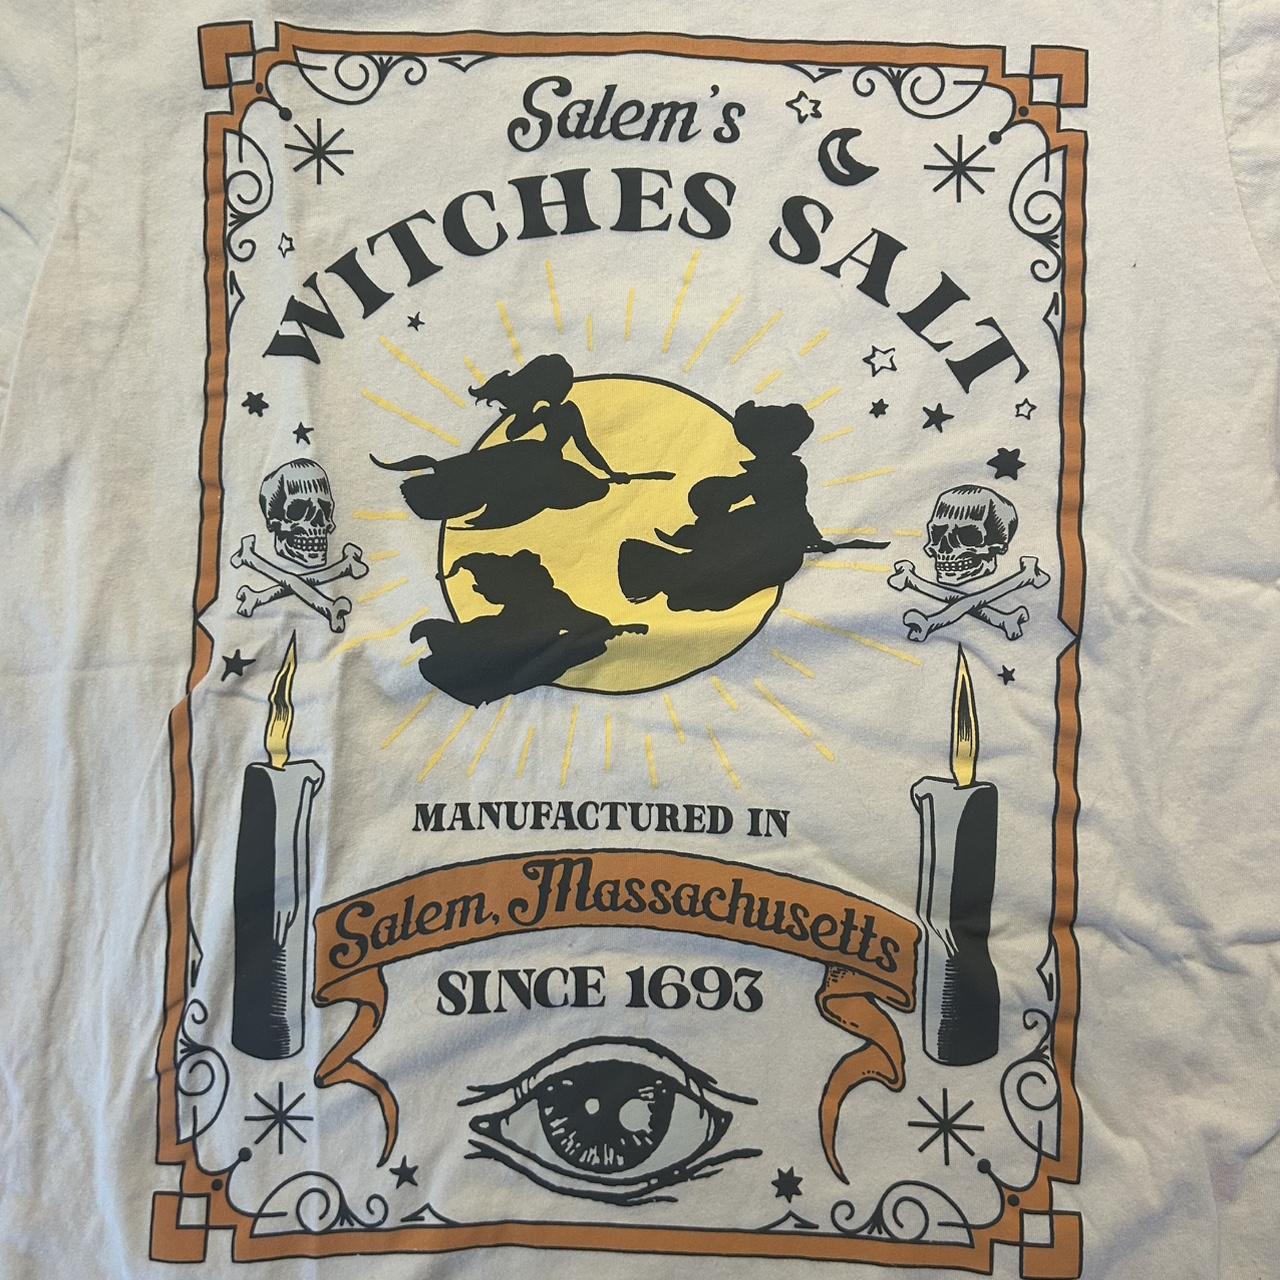 Salem's
WITCHES SALT
MANUFACTURED IN
Salem, Massachusetts
SINCE 1693